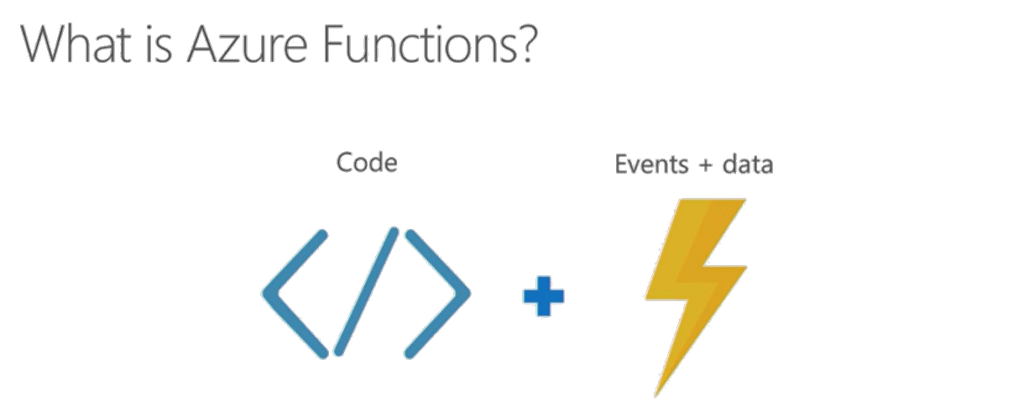 What is Azure Functions?
Code
Events + data